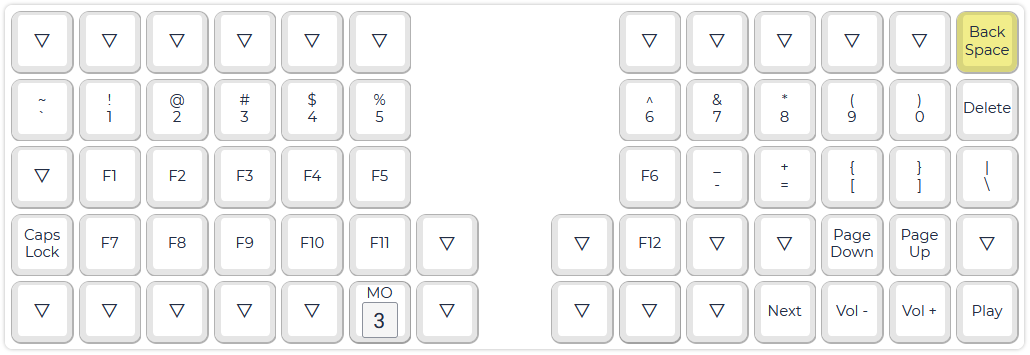 ▽ ▽ ▽ ▽ ▽ ▽ ▽ ▽ ▽ ▽ ▽ Back
Space
~ ! @ # $ % ^ & * ( )
` 1 2 3 4 5 6 7 8 9 0 Delete
▽ F1 F2 F3 F4 F5 F6 _ + { } |
- = [ ] \
Caps
Lock F7 F8 F9 F10 F11 ▽ ▽ F12 ▽ ▽ Page
Down Page
Up ▽
MO
▽ ▽ ▽ ▽ ▽ 3 ▽ ▽ ▽ ▽ Next Vol - Vol + Play